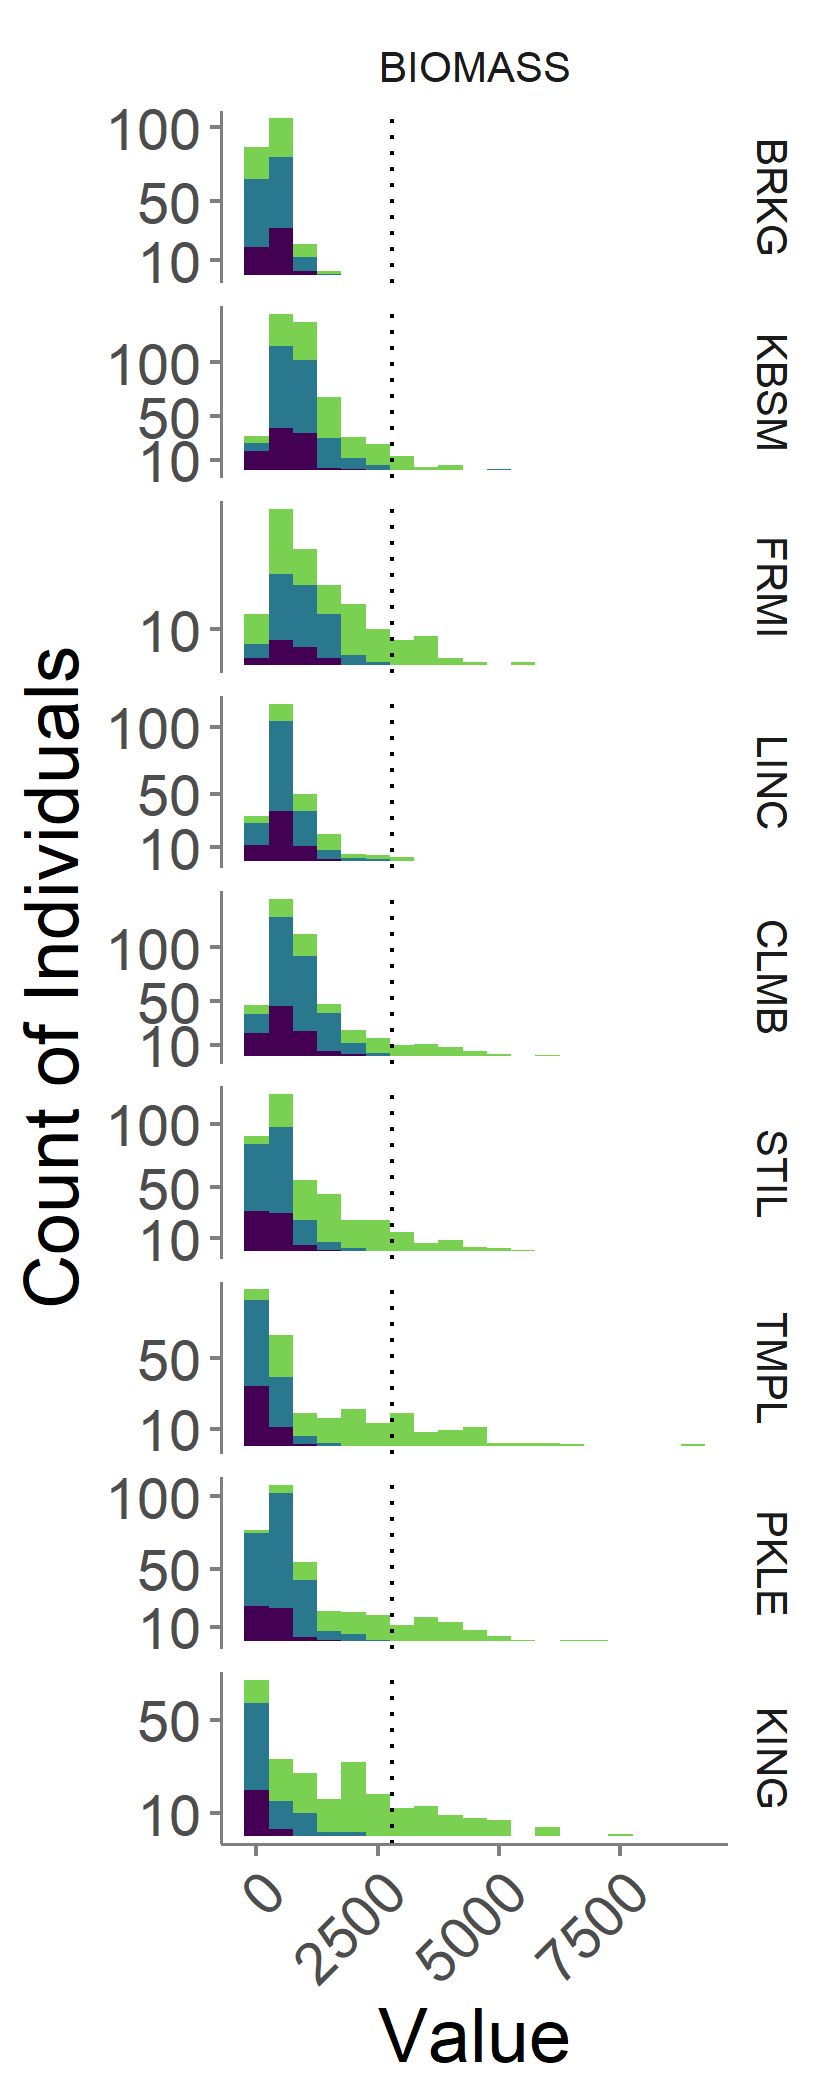 BIOMASS
100
50
10
BRKG
100
50
10
KBSM
10
FRMI
100
50
10
LINC
100
50
10
CLMB
100
50
10
STIL
50
10
TMPL
100
50
10
PKLE
50
10
KING
Count of Individuals
0
2500
5000
7500
Value